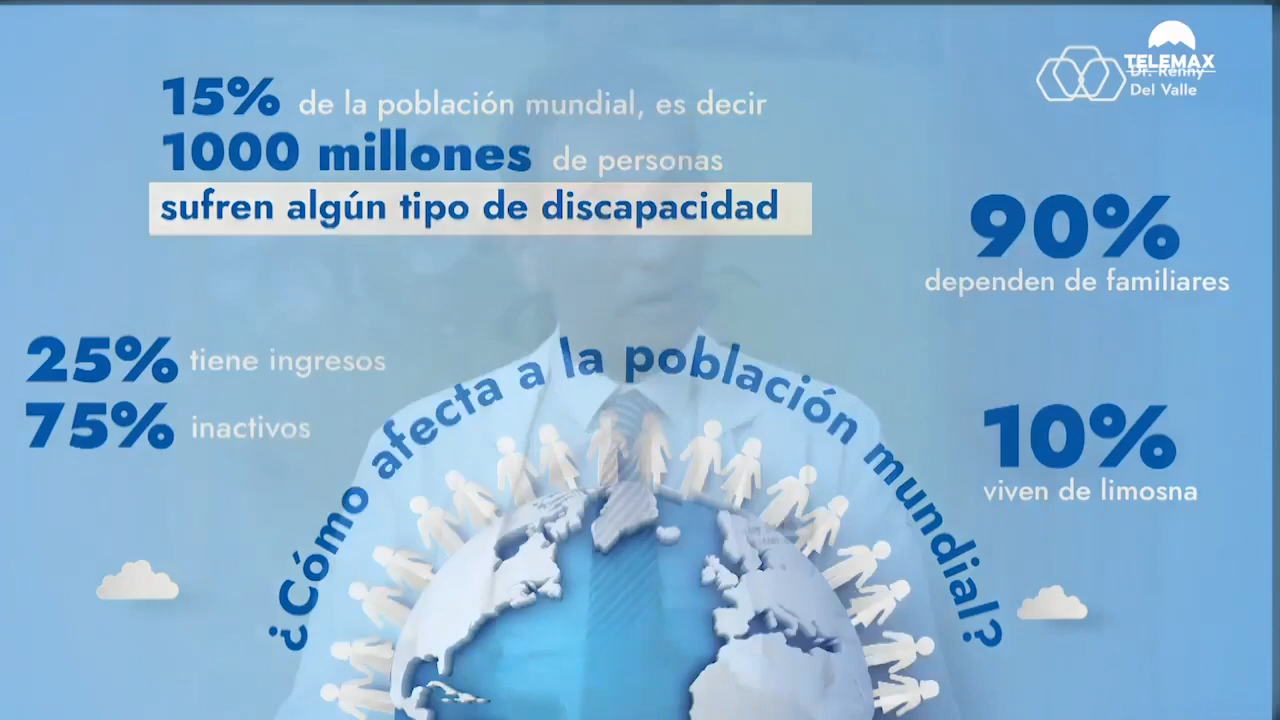 TELEMAX
Dr. Renny
Del Valle
15% de la población mundial, es decir
1000 millones de personas
sufren algún tipo de discapacidad
90%
dependen de familiares
25% tiene ingresos
75% inactivos
10%
viven de limosna
¿Cómo afecta a la población mundial?